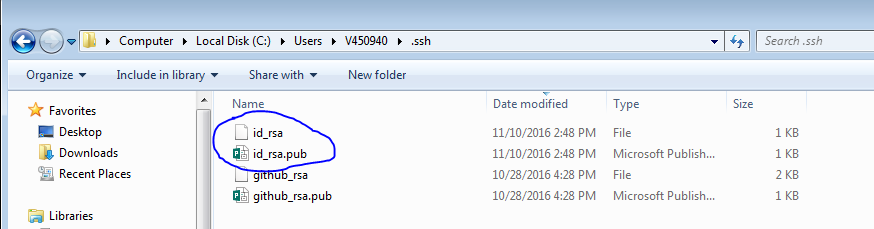 Computer Local Disk (C:) Users V450940 .ssh Search .ssh
Organize Include in library Share with New folder
Favorites
Desktop
Downloads
Recent Places
Libraries
Name Date modified Type Size
id_rsa 11/10/2016 2:48 PM File 1 KB
id_rsa.pub 11/10/2016 2:48 PM Microsoft Publish... 1 KB
github_rsa 10/28/2016 4:28 PM File 2 KB
github_rsa.pub 10/28/2016 4:28 PM Microsoft Publish... 1 KB